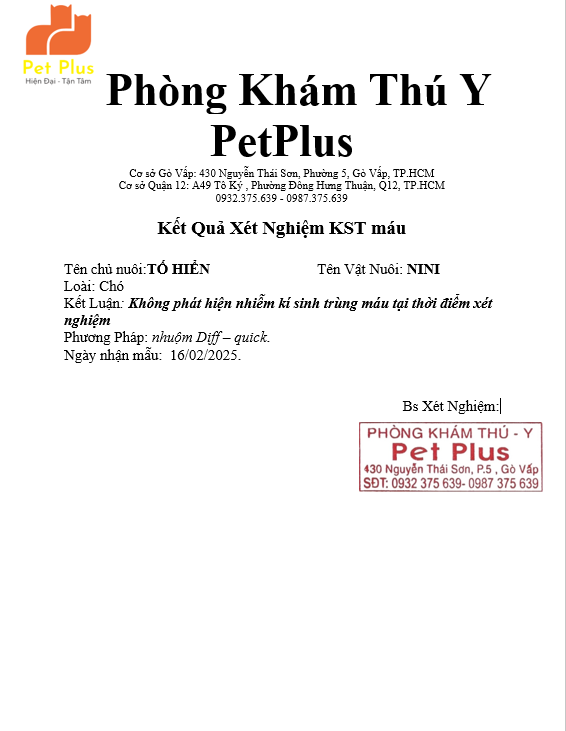 Pet Plus
Hiện Đại - Tận Tâm
Phòng Khám Thú Y
PetPlus
Cơ sở Gò Vấp: 430 Nguyễn Thái Sơn, Phường 5, Gò Vấp, TP.HCM
Cơ sở Quận 12: A49 Tô Ký , Phường Đông Hưng Thuận, Q12, TP.HCM
0932.375.639 - 0987.375.639
Kết Quả Xét Nghiệm KST máu
Tên chủ nuôi:TỐ HIỂN Tên Vật Nuôi: NINI
Loài: Chó
Kết Luận: Không phát hiện nhiễm kí sinh trùng máu tại thời điểm xét
nghiệm
Phương Pháp: nhuộm Diff – quick.
Ngày nhận mẫu: 16/02/2025.
Bs Xét Nghiệm:
PHÒNG KHÁM THÚ - Y
Pet Plus
430 Nguyễn Thái Sơn, P.5 , Gò Vấp
SĐT: 0932 375 639- 0987 375 639